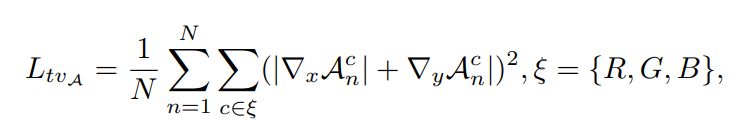 $L_{tv_{\mathcal{A}}} = \frac{1}{N} \sum_{n=1}^{N} \sum_{c \in \xi} (|\nabla_x \mathcal{A}_n^c| + \nabla_y \mathcal{A}_n^c|)^2, \xi = \{R, G, B\},$